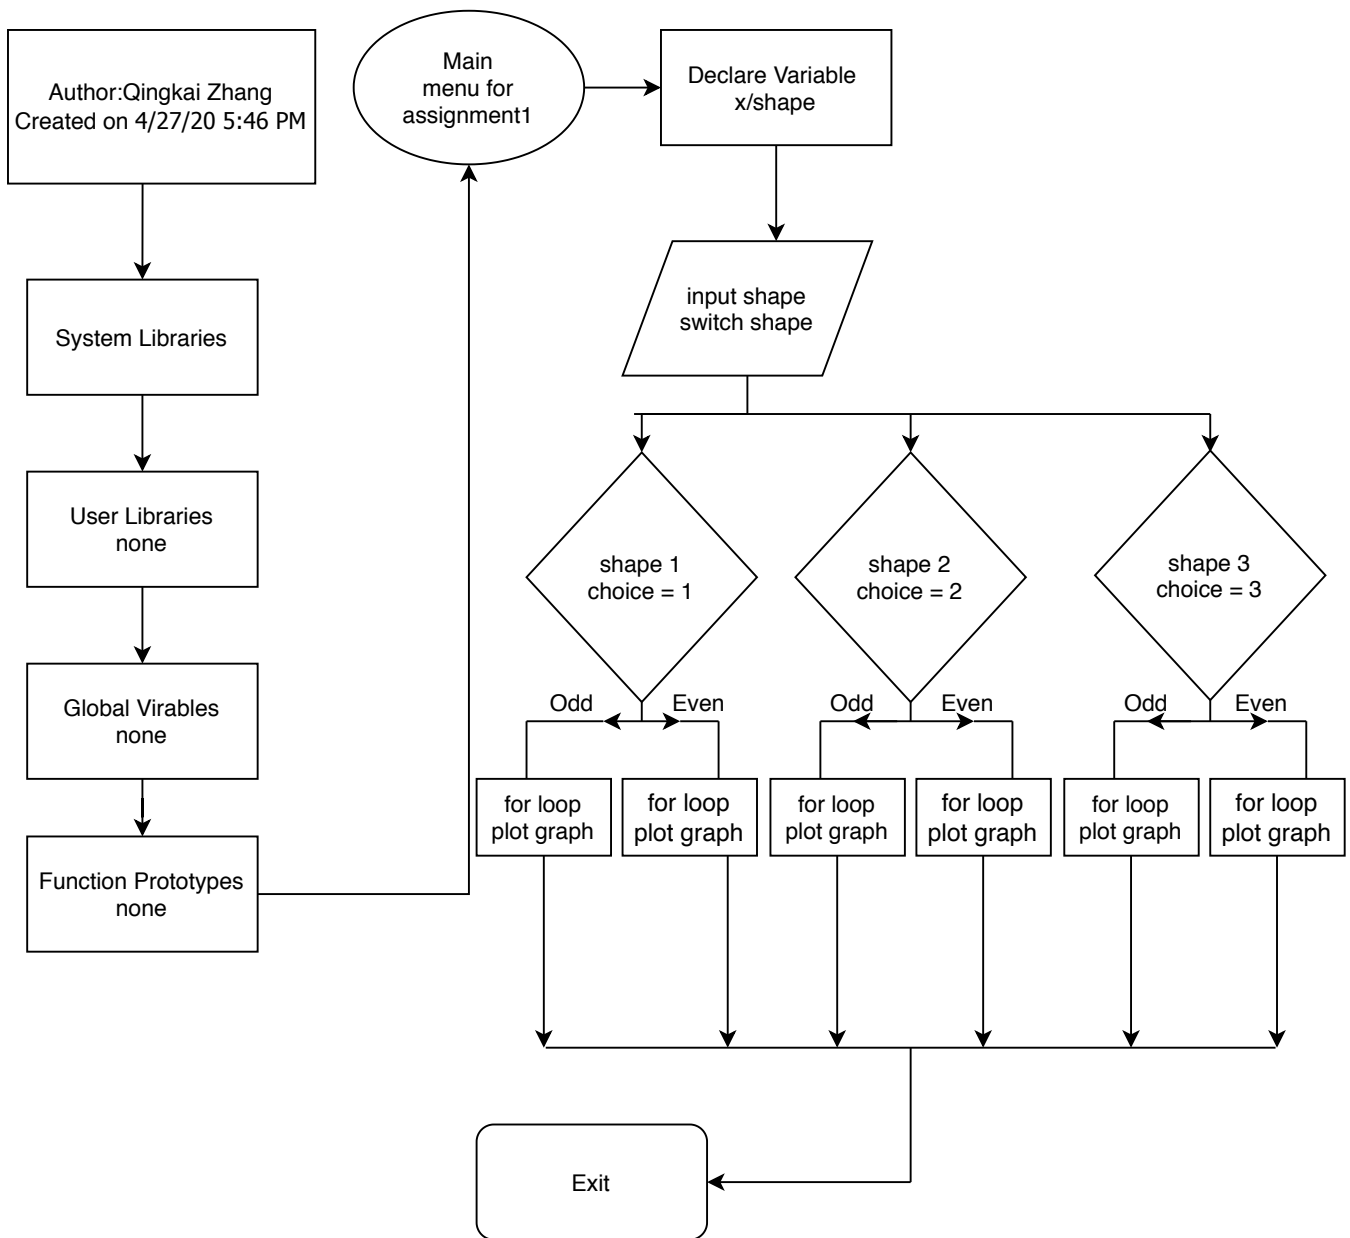 Author:Qingkai Zhang
Created on 4/27/20 5:46 PM
System Libraries
User Libraries
none
Global Virables
none
Function Prototypes
none
Main
menu for
assignment1
Declare Variable
x/shape
input shape
switch shape
shape 1
choice = 1
shape 2
choice = 2
shape 3
choice = 3
Odd
Even
Odd
Even
Odd
Even
for loop
plot graph
for loop
plot graph
for loop
plot graph
for loop
plot graph
for loop
plot graph
for loop
plot graph
Exit